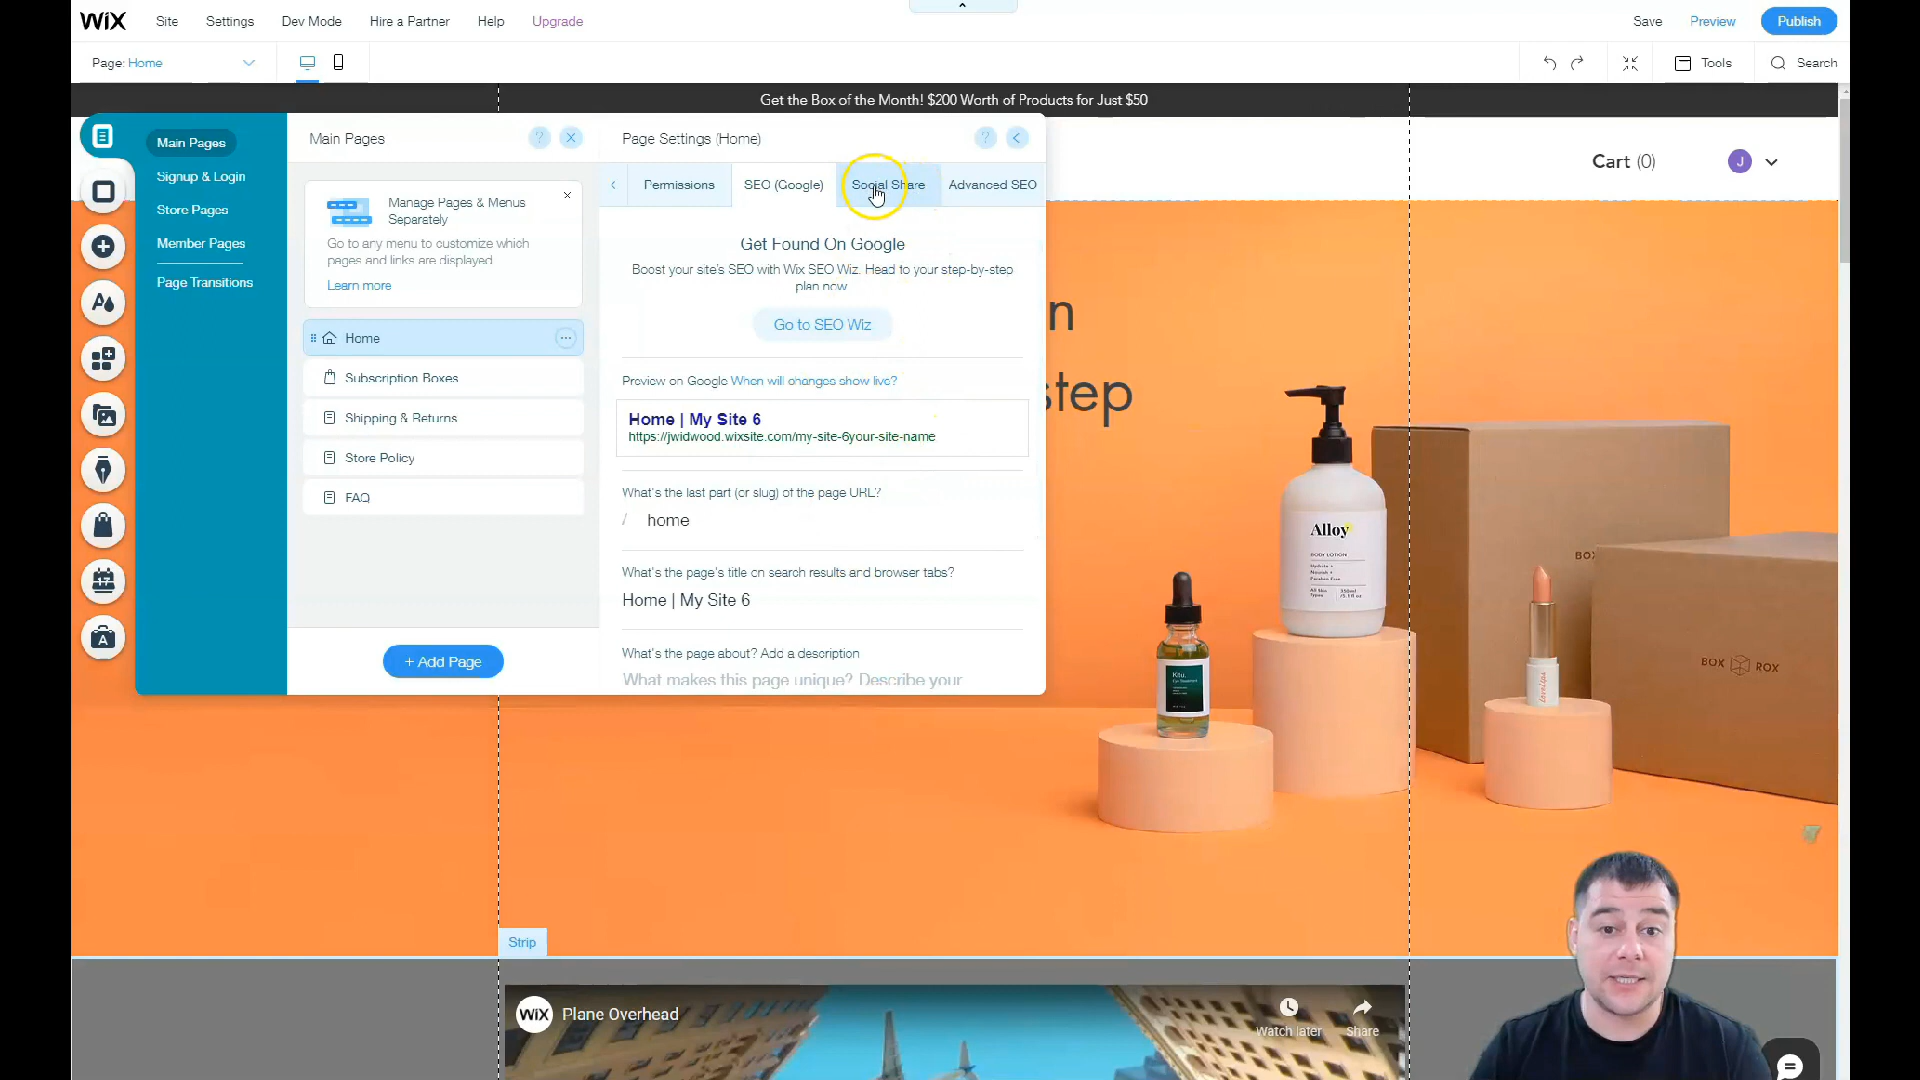 WiX
Site
Settings
Dev Mode
Hire a Partner
Help
Upgrade
Save
Preview
Publish
Page: Home
Tools
Search
Get the Box of the Month! $200 Worth of Products for Just $50
Main Pages
Signup & Login
Store Pages
Member Pages
Page Transitions
Main Pages
?
Manage Pages & Menus
Separately
Go to any menu to customize which
pages and links are displayed
Learn more
Home
Subscription Boxes
Shipping & Returns
Store Policy
FAQ
+ Add Page
Page Settings (Home)
?
Permissions
SEO (Google)
Social Share
Advanced SEO
Get Found On Google
Boost your site's SEO with Wix SEO Wiz. Head to your step-by-step
plan now
Go to SEO Wiz
Preview on Google When will changes show live?
Home | My Site 6
https://jwidwood.wixsite.com/my-site-6your-site-name
What's the last part (or slug) of the page URL?
/ home
What's the page's title on search results and browser tabs?
Home | My Site 6
What's the page about? Add a description
What makes this page unique? Describe your
Cart (0)
J
n
step
Alloy
BODY LOTION
Kitu.
BOX
BOX ROX
Strip
WiX
Plane Overhead
Watch later
Share
17
A